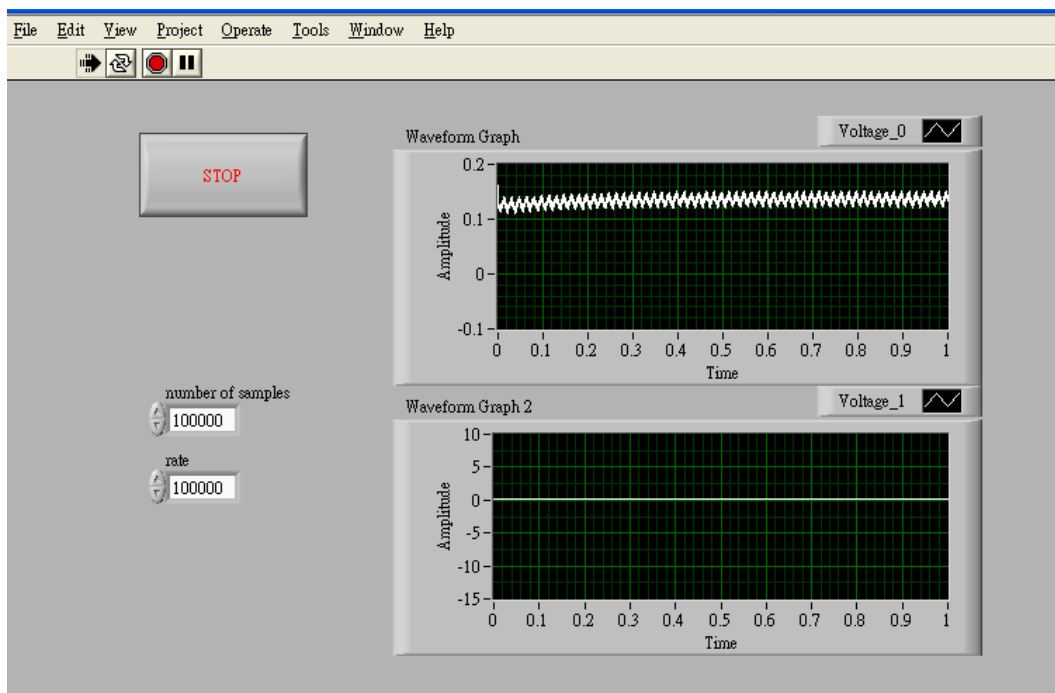 File Edit View Project Operate Tools Window Help
STOP
number of samples
100000
rate
100000
Waveform Graph
Voltage_0
Amplitude
0.2
0.1
0
-0.1
0 0.1 0.2 0.3 0.4 0.5 0.6 0.7 0.8 0.9 1
Time
Waveform Graph 2
Voltage_1
Amplitude
10
5
0
-5
-10
-15
0 0.1 0.2 0.3 0.4 0.5 0.6 0.7 0.8 0.9 1
Time